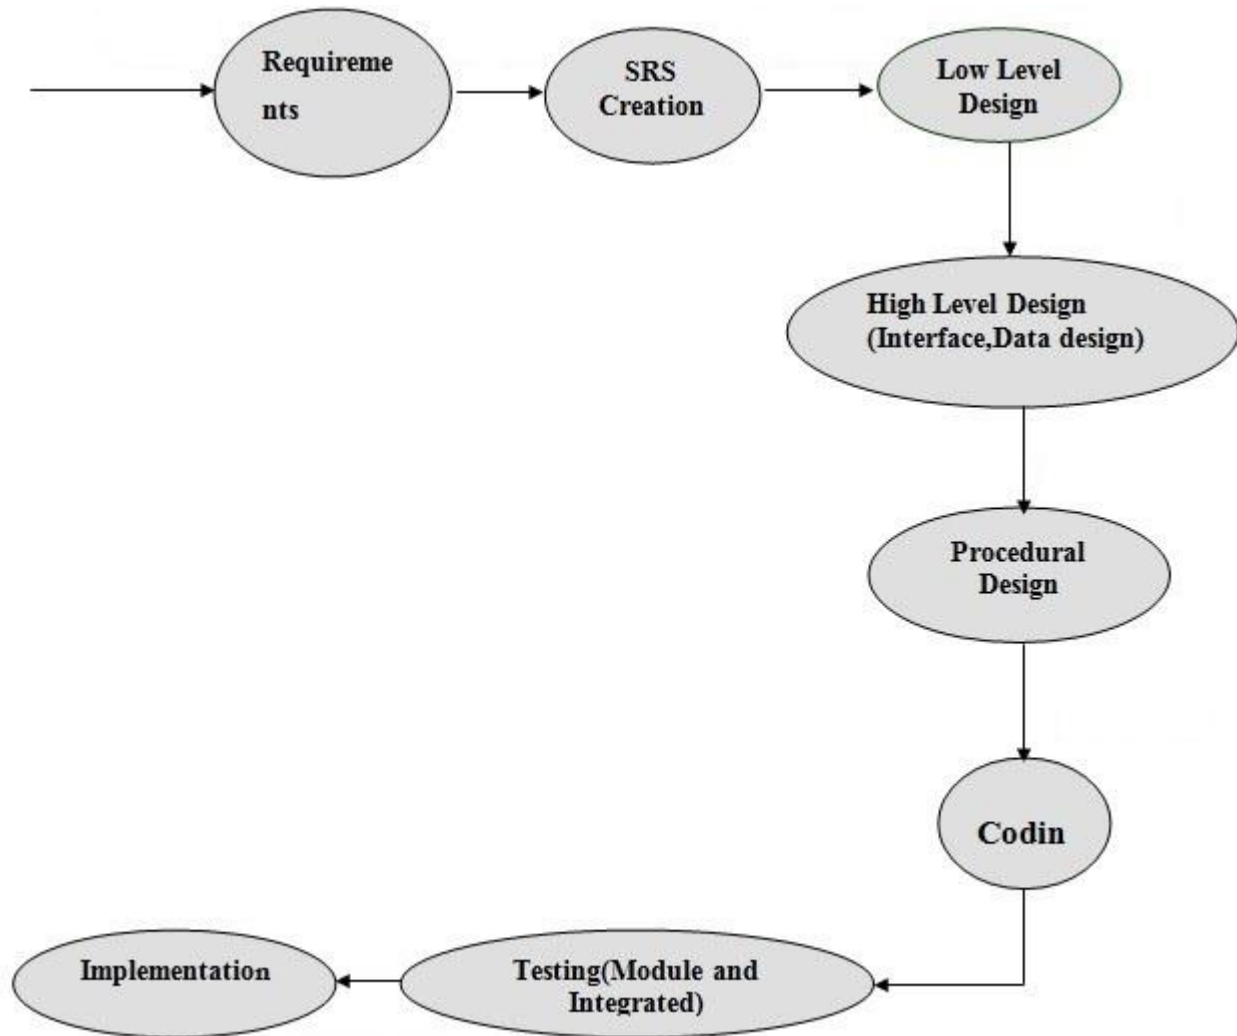 Requireme
nts
SRS
Creation
Low Level
Design
High Level Design
(Interface,Data design)
Procedural
Design
Codin
Testing(Module and
Integrated)
Implementation